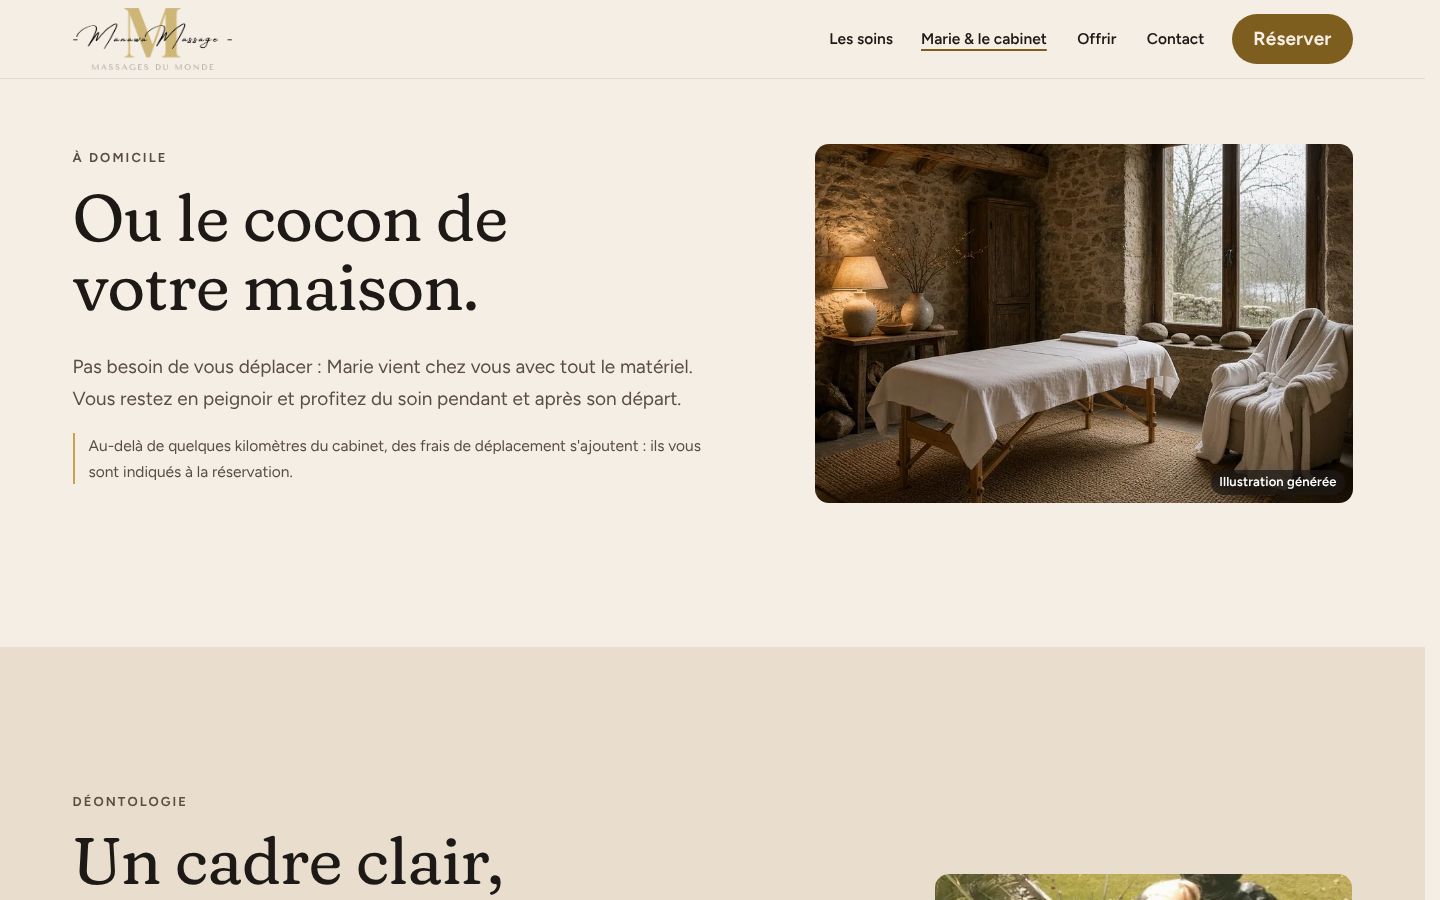 M
- Manawa Massage -
MASSAGES DU MONDE
Les soins
Marie & le cabinet
Offrir
Contact
Réserver
À DOMICILE
Ou le cocon de
votre maison.
Pas besoin de vous déplacer : Marie vient chez vous avec tout le matériel.
Vous restez en peignoir et profitez du soin pendant et après son départ.
Au-delà de quelques kilomètres du cabinet, des frais de déplacement s'ajoutent : ils vous
sont indiqués à la réservation.
Illustration générée
DÉONTOLOGIE
Un cadre clair,